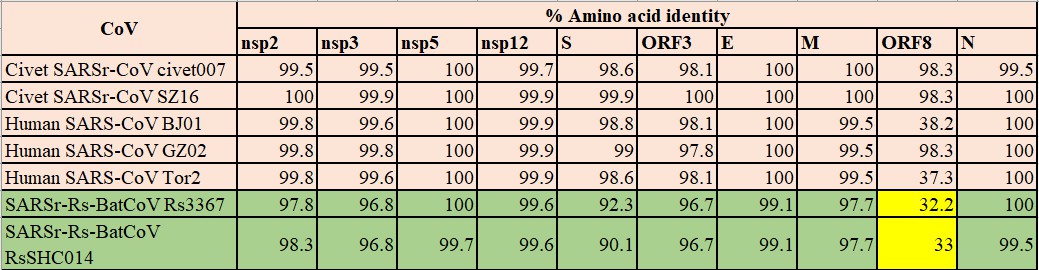 CoV % Amino acid identity
nsp2 nsp3 nsp5 nsp12 S ORF3 E M ORF8 N
Civet SARSr-CoV civet007 99.5 99.5 100 99.7 98.6 98.1 100 100 98.3 99.5
Civet SARSr-CoV SZ16 100 99.9 100 99.9 99.9 100 100 100 98.3 100
Human SARS-CoV BJ01 99.8 99.6 100 99.9 98.8 98.1 100 99.5 38.2 100
Human SARS-CoV GZ02 99.8 99.8 100 99.9 99 97.8 100 99.5 98.3 100
Human SARS-CoV Tor2 99.8 99.6 100 99.9 98.6 98.1 100 99.5 37.3 100
SARSr-Rs-BatCoV Rs3367 97.8 96.8 100 99.6 92.3 96.7 99.1 97.7 32.2 100
SARSr-Rs-BatCoV
RsSHC014 98.3 96.8 99.7 99.6 90.1 96.7 99.1 97.7 33 99.5